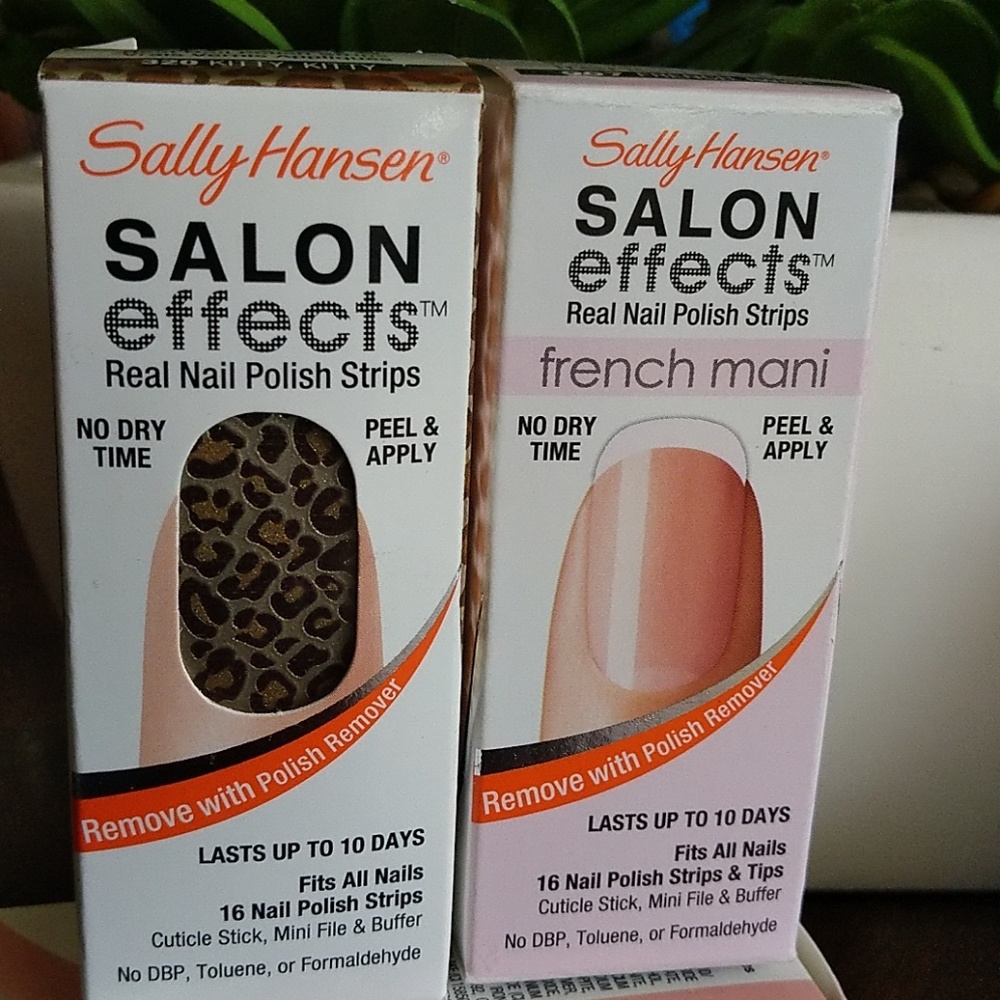 320 KITTY, KITTY
Sally Hansen®
SALON
effects™
Real Nail Polish Strips
NO DRY
TIME
PEEL &
APPLY
Remove with Polish Remover
LASTS UP TO 10 DAYS
Fits All Nails
16 Nail Polish Strips
Cuticle Stick, Mini File & Buffer
No DBP, Toluene, or Formaldehyde
Sally Hansen®
SALON
effects™
Real Nail Polish Strips
french mani
NO DRY
TIME
PEEL &
APPLY
Remove with Polish Remover
LASTS UP TO 10 DAYS
Fits All Nails
16 Nail Polish Strips & Tips
Cuticle Stick, Mini File & Buffer
No DBP, Toluene, or Formaldehyde